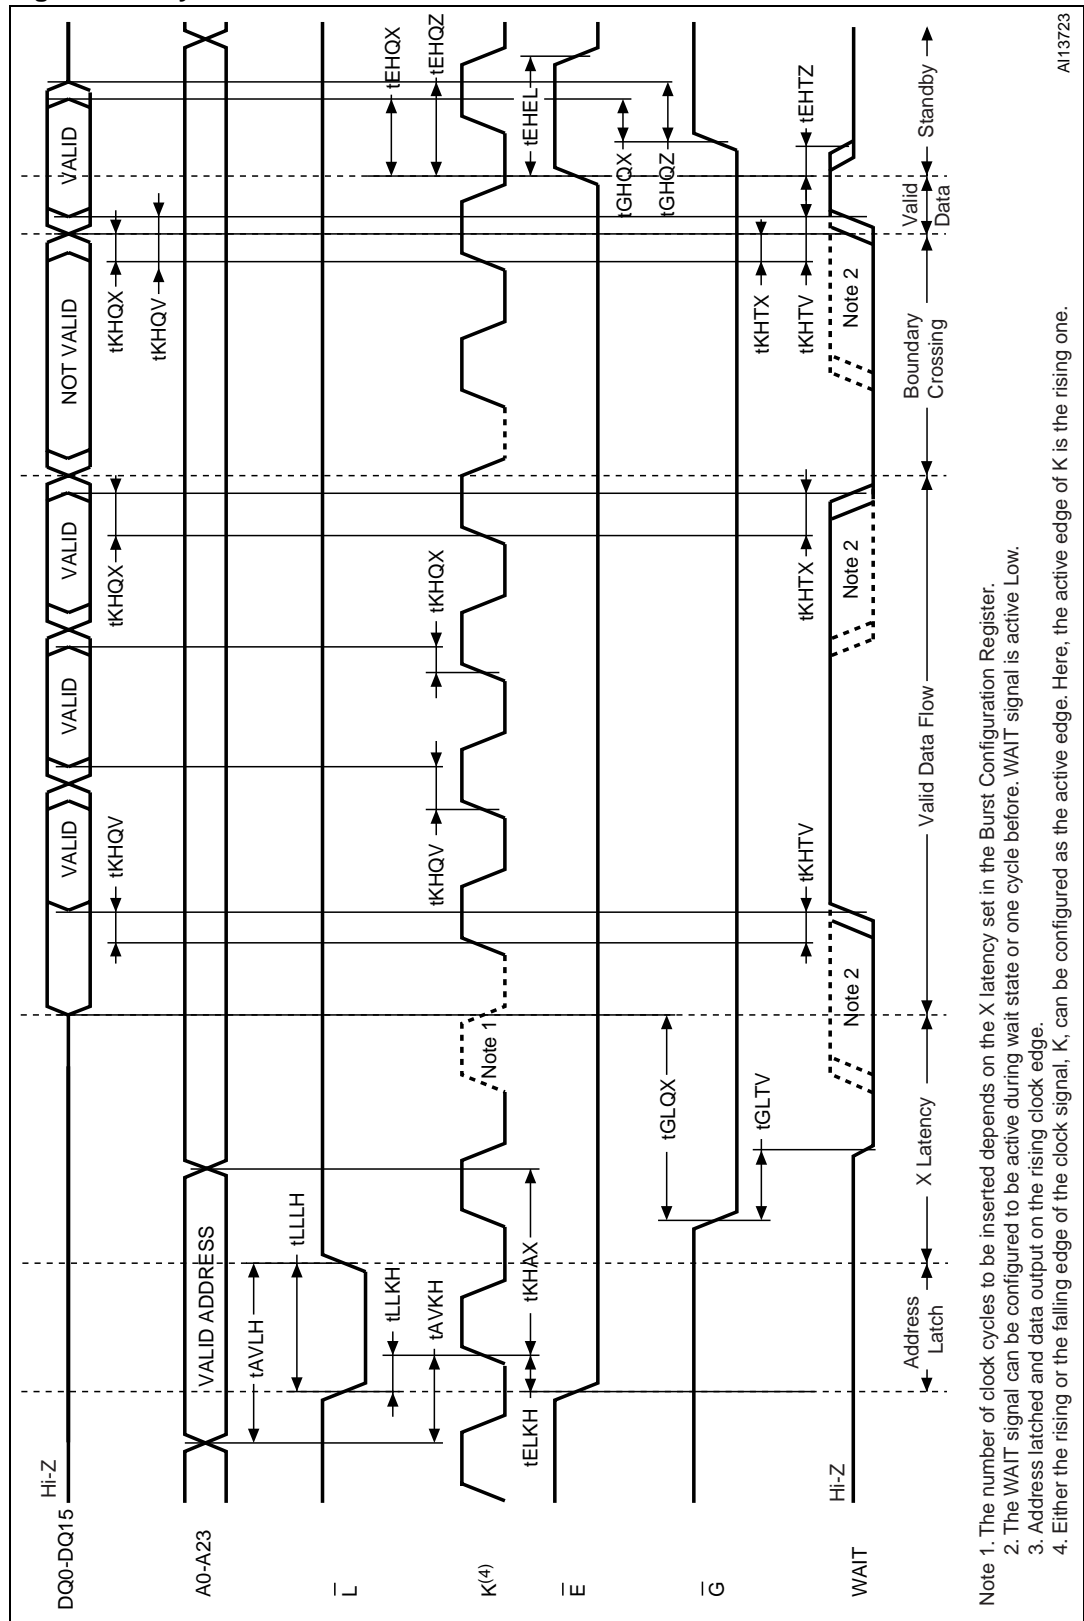 Hi-Z
DQ0-DQ15
VALID
VALID
VALID
NOT VALID
VALID
tKHQV
tKHQX
tKHQX
tKHQV
A0-A23
VALID ADDRESS
tAVLH
L
tLLLH
tLLKH
tAVKH
tKHQV
tKHQX
tEHQX
tEHQZ
K(4)
Note 1
tELKH
tKHAX
tEHEL
E
tGHQX
tGHQZ
G
tGLQX
tGLTV
tKHTV
tKHTX
tKHTX
tKHTV
tEHTZ
Hi-Z
WAIT
Note 2
Note 2
Note 2
Address
Latch
X Latency
Valid Data Flow
Boundary
Crossing
Valid
Data
Standby
Note 1. The number of clock cycles to be inserted depends on the X latency set in the Burst Configuration Register.
2. The WAIT signal can be configured to be active during wait state or one cycle before. WAIT signal is active Low.
3. Address latched and data output on the rising clock edge.
4. Either the rising or the falling edge of the clock signal, K, can be configured as the active edge. Here, the active edge of K is the rising one.
AI13723